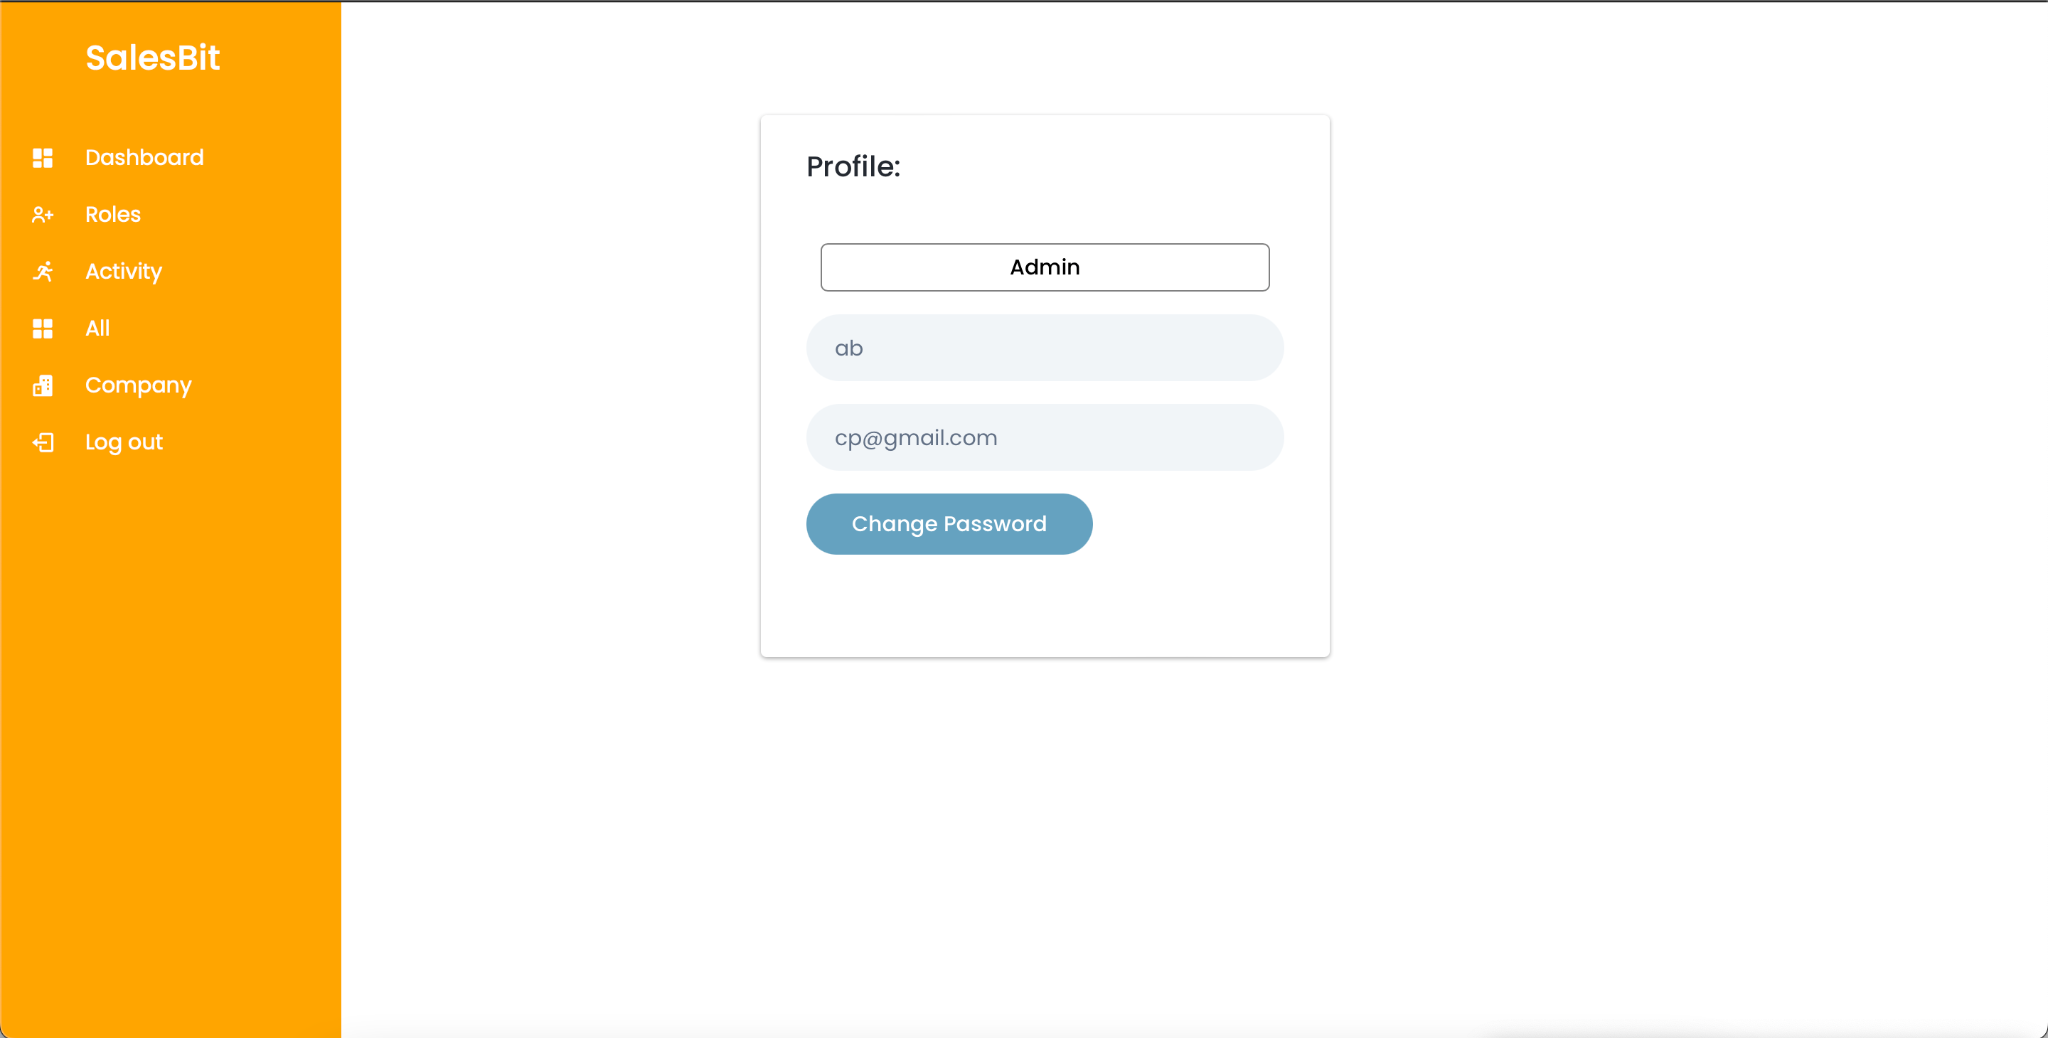 SalesBit
Dashboard
Roles
Activity
All
Company
Log out
Profile:
Admin
ab
cp@gmail.com
Change Password